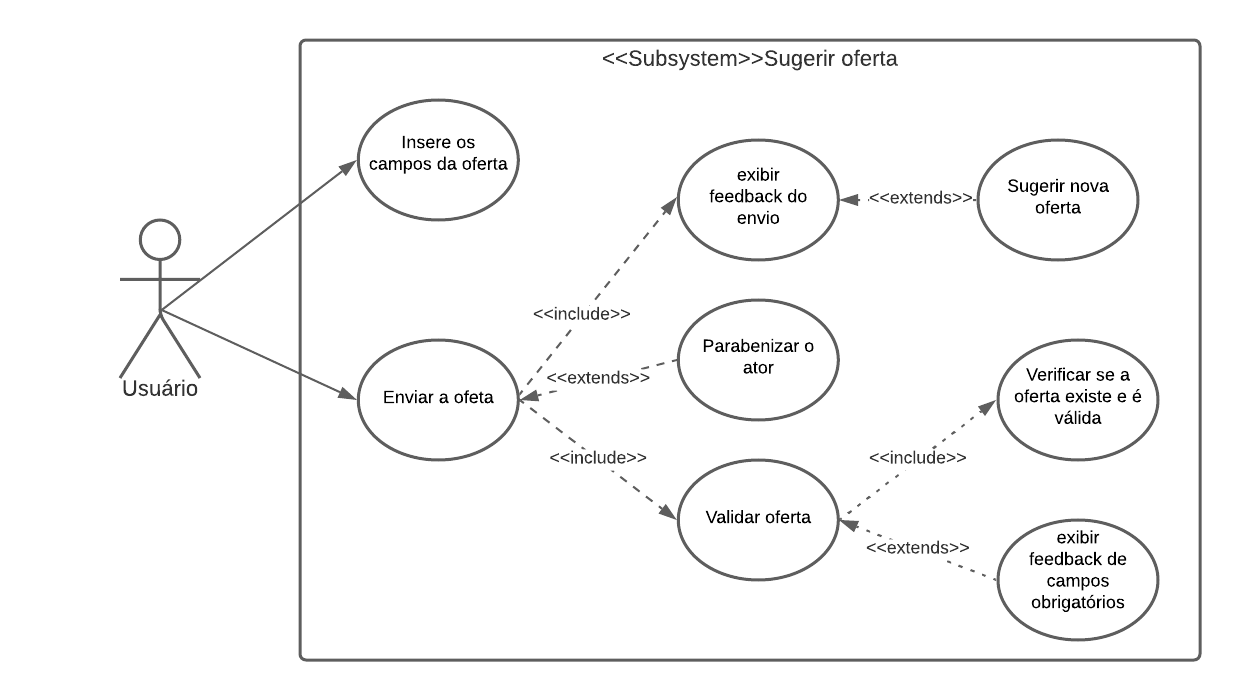 <<Subsystem>>Sugerir oferta
Insere os
campos da oferta
exibir
feedback do
envio
<<extends>>
Sugerir nova
oferta
<<include>>
Parabenizar o
ator
<<extends>>
Usuário
Enviar a ofeta
Verificar se a
oferta existe e é
válida
<<include>>
<<include>>
Validar oferta
<<extends>>
exibir
feedback de
campos
obrigatórios